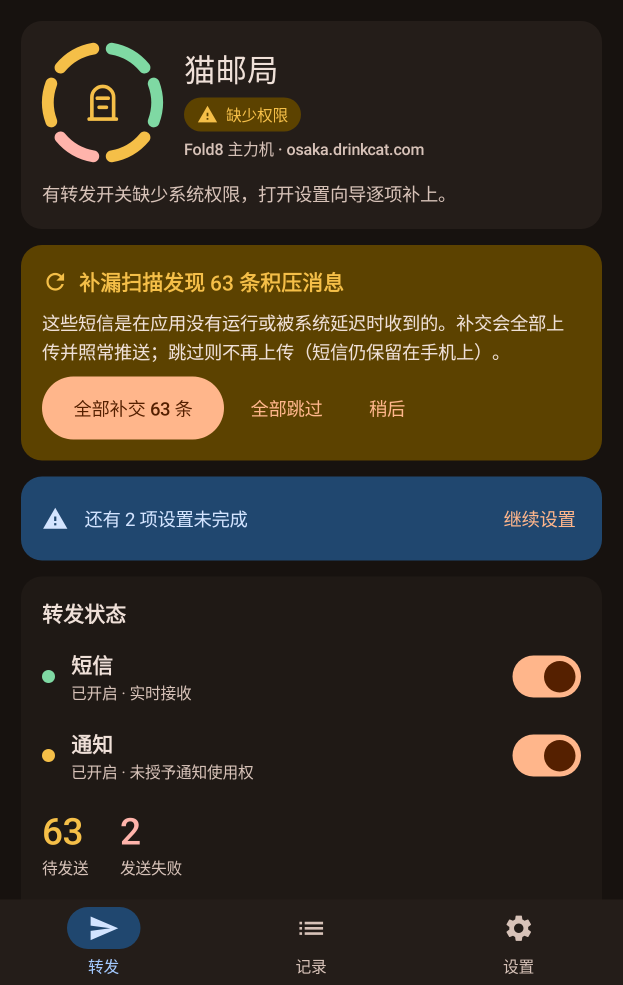 猫邮局
缺少权限
Fold8 主力机 · osaka.drinkcat.com
有转发开关缺少系统权限，打开设置向导逐项补上。
补漏扫描发现 63 条积压消息
这些短信是在应用没有运行或被系统延迟时收到的。补交会全部上
传并照常推送；跳过则不再上传（短信仍保留在手机上）。
全部补交 63 条
全部跳过
稍后
还有 2 项设置未完成
继续设置
转发状态
短信
已开启 · 实时接收
通知
已开启 · 未授予通知使用权
63
待发送
2
发送失败
转发
记录
设置